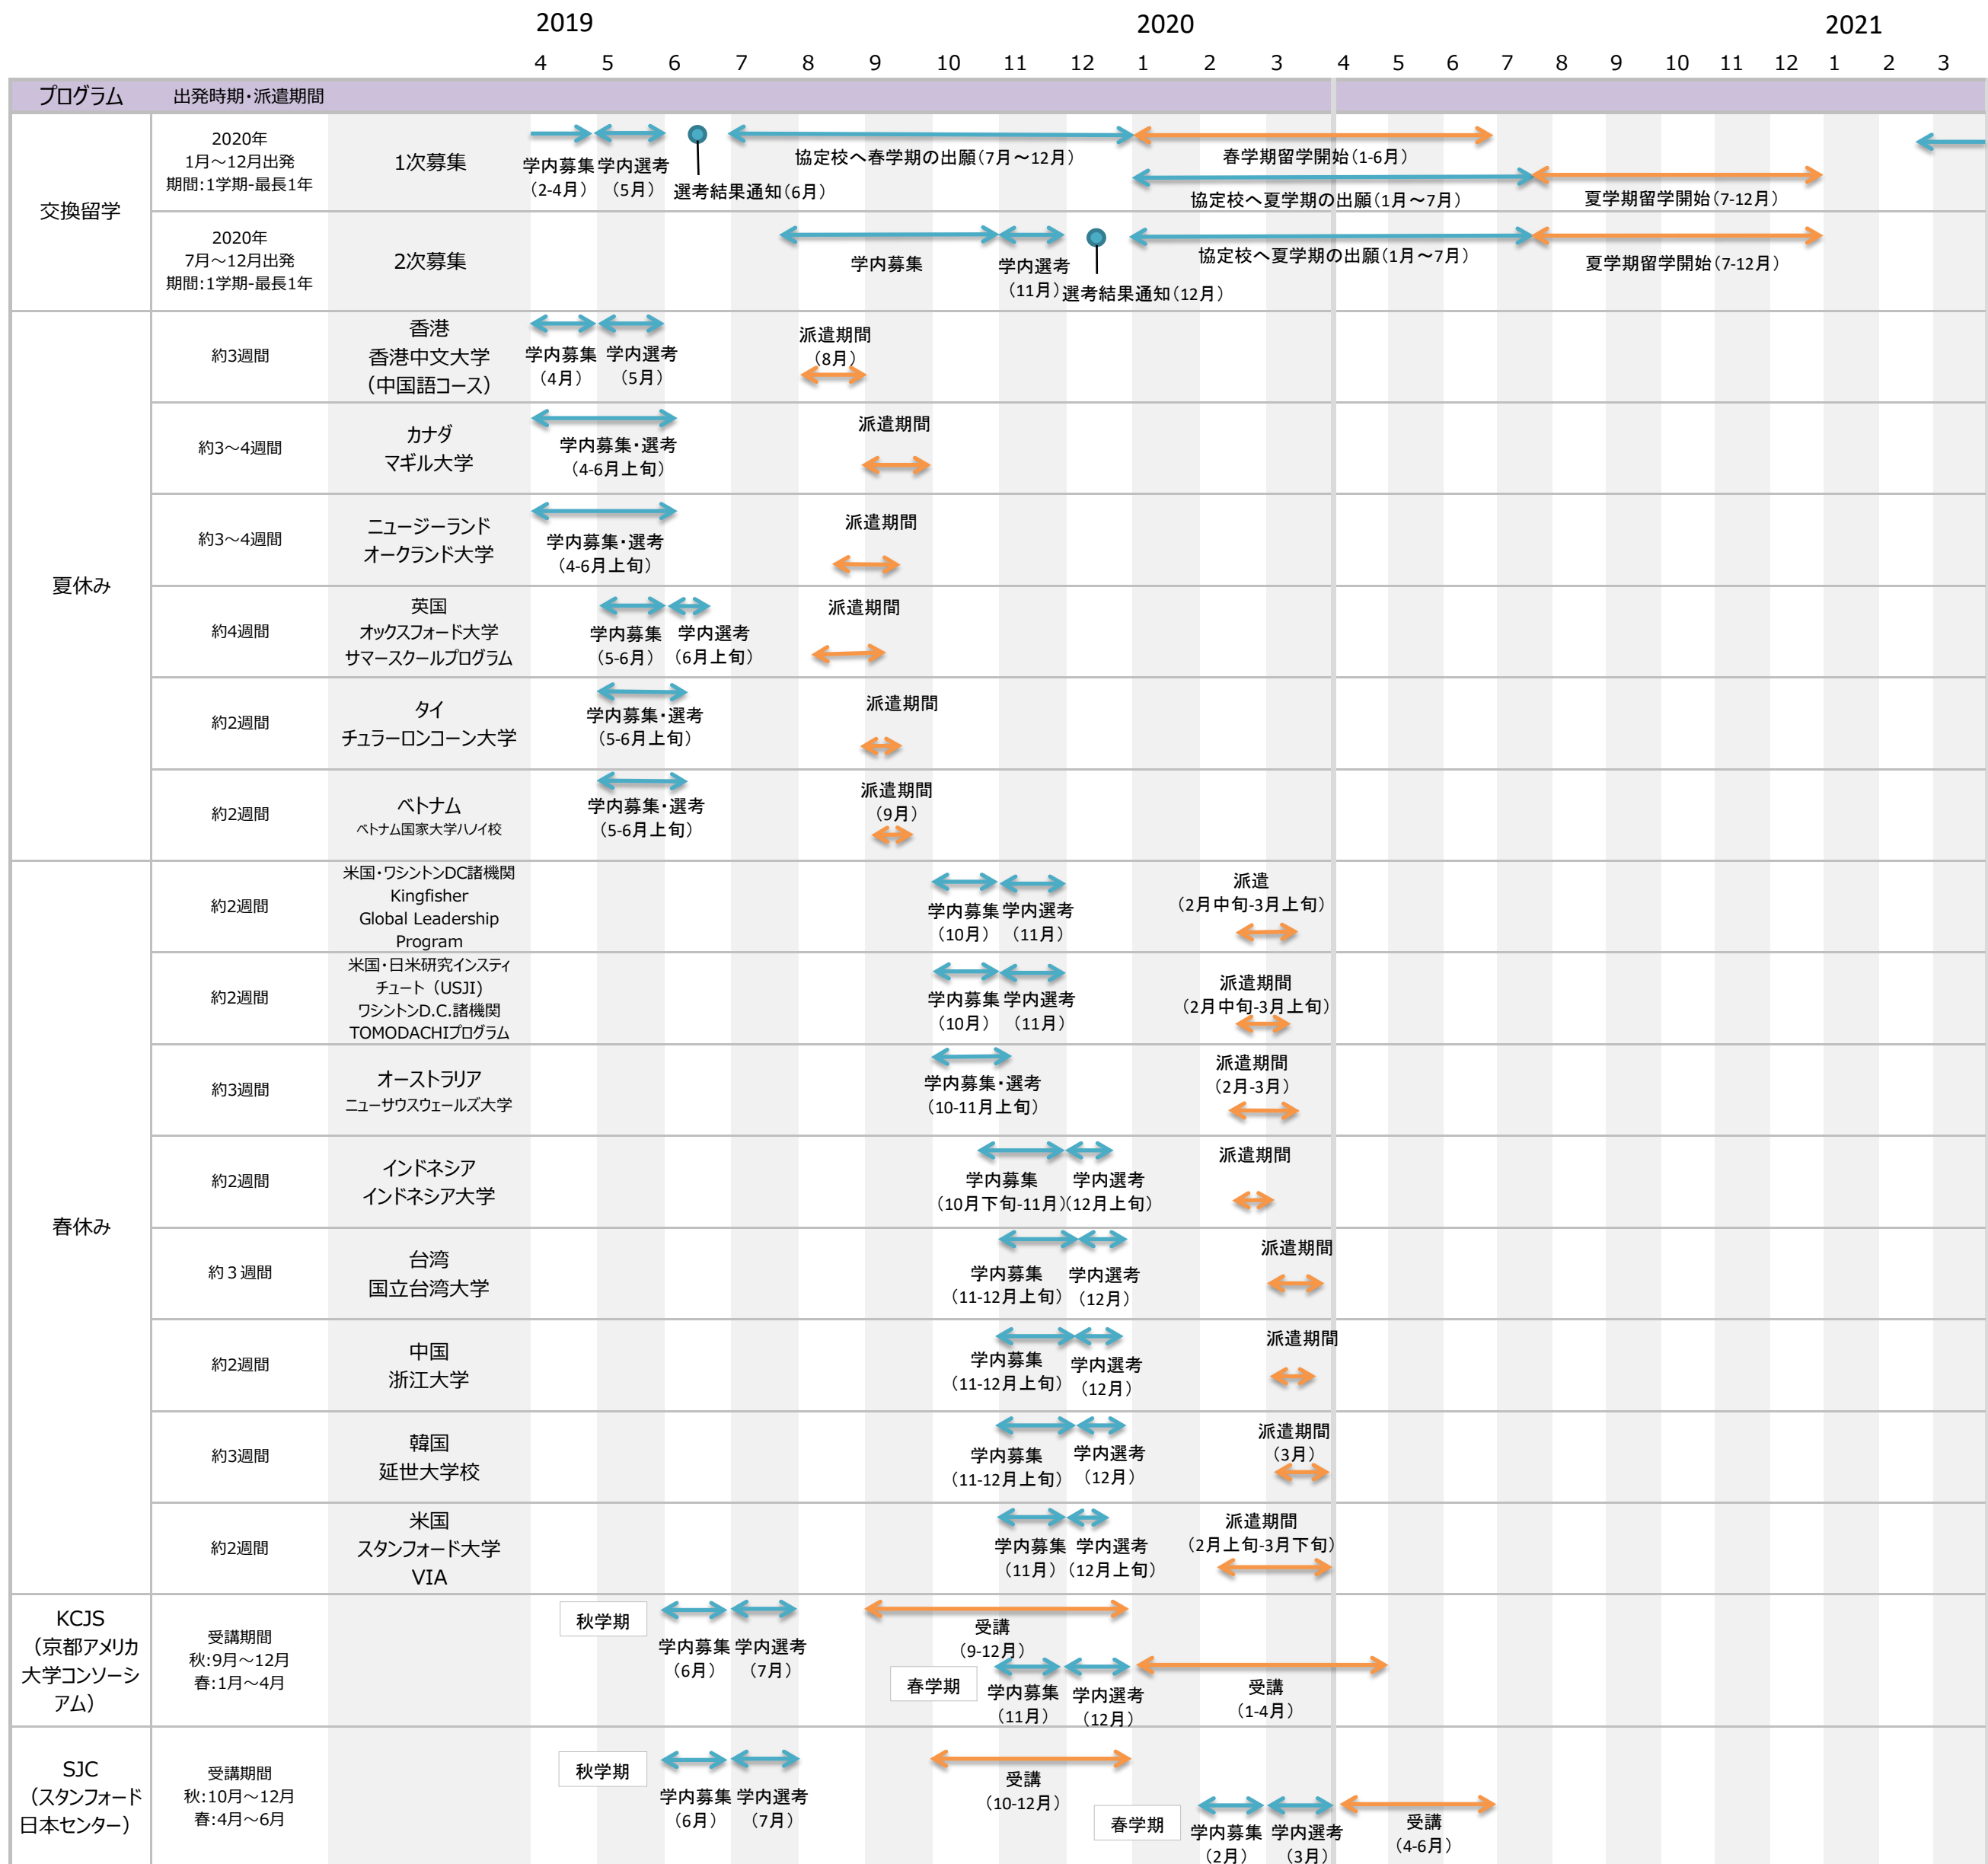 2019 2020 2021
4 5 6 7 8 9 10 11 12 1 2 3 4 5 6 7 8 9 10 11 12 1 2 3
プログラム 出発時期・派遣期間
交換留学
2020年
1月～12月出発
期間:1学期-最長1年
1次募集
学内募集
（2-4月）
学内選考
（5月）
選考結果通知（6月）
協定校へ春学期の出願（7月～12月）
春学期留学開始（1-6月）
協定校へ夏学期の出願（1月～7月）
夏学期留学開始（7-12月）
2020年
7月～12月出発
期間:1学期-最長1年
2次募集
学内募集
学内選考
（11月）
選考結果通知（12月）
協定校へ夏学期の出願（1月～7月）
夏学期留学開始（7-12月）
夏休み
約3週間
香港
香港中文大学
（中国語コース）
学内募集
（4月）
学内選考
（5月）
派遣期間
（8月）
約3～4週間
カナダ
マギル大学
学内募集・選考
（4-6月上旬）
派遣期間
約3～4週間
ニュージーランド
オークランド大学
学内募集・選考
（4-6月上旬）
派遣期間
約4週間
英国
オックスフォード大学
サマースクールプログラム
学内募集
（5-6月）
学内選考
（6月上旬）
派遣期間
約2週間
タイ
チュラーロンコーン大学
学内募集・選考
（5-6月上旬）
派遣期間
約2週間
ベトナム
ベトナム国家大学ハノイ校
学内募集・選考
（5-6月上旬）
派遣期間
（9月）
春休み
約2週間
米国・ワシントンDC諸機関
Kingfisher
Global Leadership
Program
学内募集
（10月）
学内選考
（11月）
派遣
（2月中旬-3月上旬）
約2週間
米国・日米研究インスティ
チュート（USJI）
ワシントンD.C.諸機関
TOMODACHIプログラム
学内募集
（10月）
学内選考
（11月）
派遣期間
（2月中旬-3月上旬）
約3週間
オーストラリア
ニューサウスウェールズ大学
学内募集・選考
（10-11月上旬）
派遣期間
（2月-3月）
約2週間
インドネシア
インドネシア大学
学内募集
（10月下旬-11月）
学内選考
（12月上旬）
派遣期間
約３週間
台湾
国立台湾大学
学内募集
（11-12月上旬）
学内選考
（12月）
派遣期間
約2週間
中国
浙江大学
学内募集
（11-12月上旬）
学内選考
（12月）
派遣期間
約3週間
韓国
延世大学校
学内募集
（11-12月上旬）
学内選考
（12月）
派遣期間
（3月）
約2週間
米国
スタンフォード大学
VIA
学内募集
（11月）
学内選考
（12月上旬）
派遣期間
（2月上旬-3月下旬）
KCJS
（京都アメリカ
大学コンソーシ
アム）
受講期間
秋:9月～12月
春:1月～4月
秋学期
学内募集
（6月）
学内選考
（7月）
受講
（9-12月）
春学期
学内募集
（11月）
学内選考
（12月）
受講
（1-4月）
SJC
（スタンフォード
日本センター）
受講期間
秋:10月～12月
春:4月～6月
秋学期
学内募集
（6月）
学内選考
（7月）
受講
（10-12月）
春学期
学内募集
（2月）
学内選考
（3月）
受講
（4-6月）